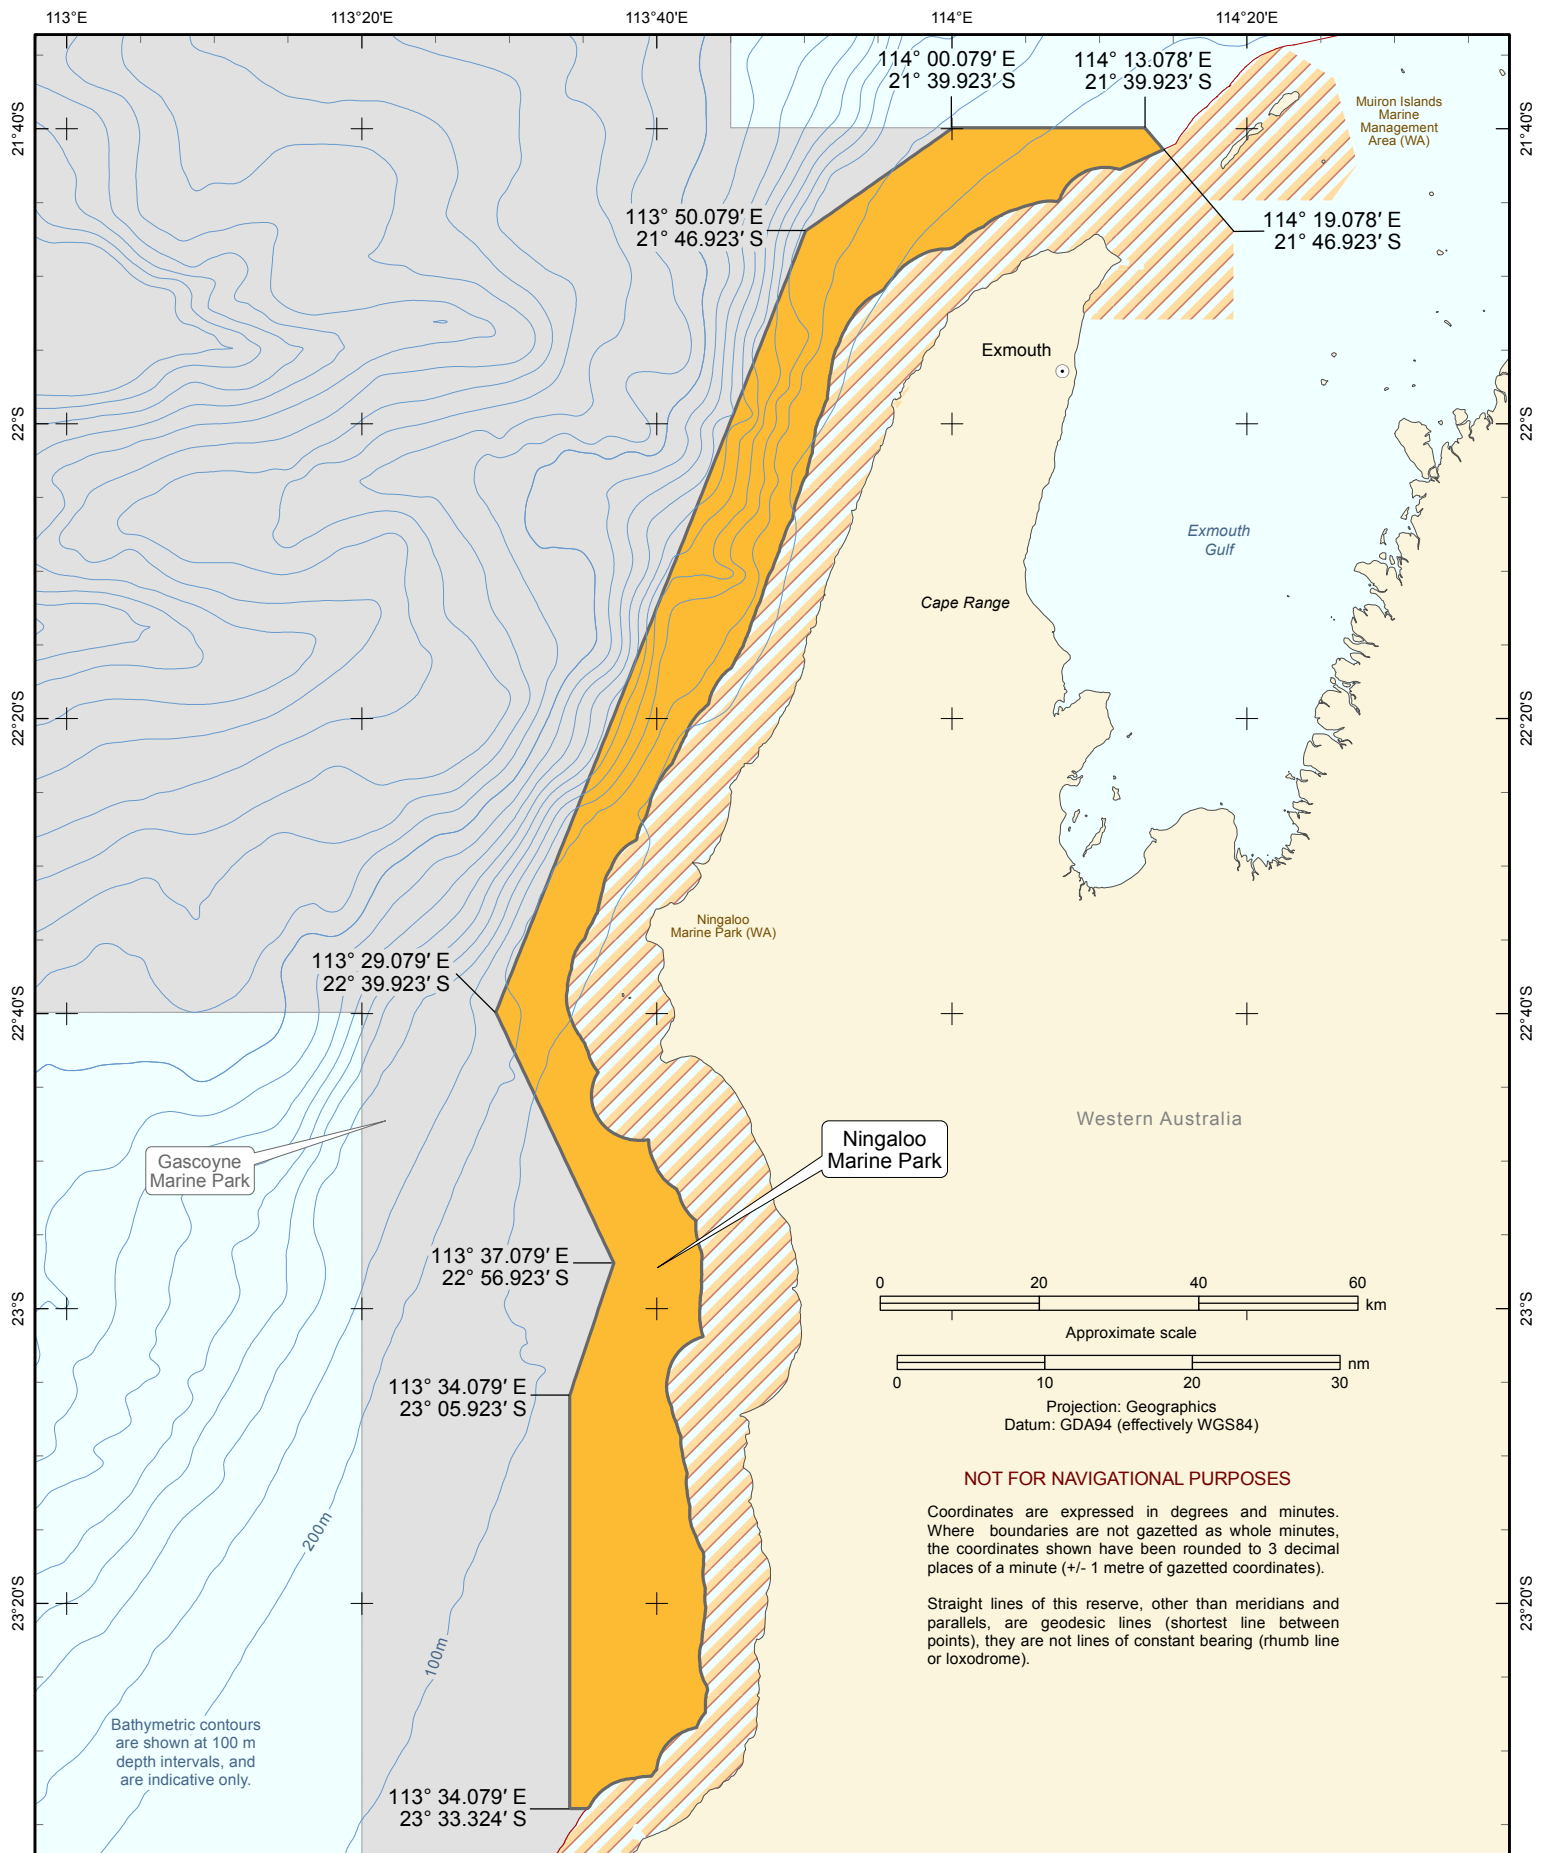 113°E
113°20'E
113°40'E
114°E
114°20'E
114° 00.079′ E
21° 39.923′ S
114° 13.078′ E
21° 39.923′ S
Muiron Islands
Marine
Management
Area (WA)
21°40'S
21°40'S
113° 50.079′ E
21° 46.923′ S
114° 19.078′ E
21° 46.923′ S
Exmouth
22°S
22°S
Exmouth
Gulf
Cape Range
22°20'S
22°20'S
Ningaloo
Marine Park (WA)
113° 29.079′ E
22° 39.923′ S
22°40'S
22°40'S
Western Australia
Ningaloo
Marine Park
Gascoyne
Marine Park
113° 37.079′ E
22° 56.923′ S
23°S
23°S
0 20 40 60
km
Approximate scale
nm
0 10 20 30
113° 34.079′ E
23° 05.923′ S
Projection: Geographics
Datum: GDA94 (effectively WGS84)
NOT FOR NAVIGATIONAL PURPOSES
Coordinates are expressed in degrees and minutes.
Where boundaries are not gazetted as whole minutes,
the coordinates shown have been rounded to 3 decimal
places of a minute (+/- 1 metre of gazetted coordinates).
Straight lines of this reserve, other than meridians and
parallels, are geodesic lines (shortest line between
points), they are not lines of constant bearing (rhumb line
or loxodrome).
200m
100m
23°20'S
23°20'S
Bathymetric contours
are shown at 100 m
depth intervals, and
are indicative only.
113° 34.079′ E
23° 33.324′ S